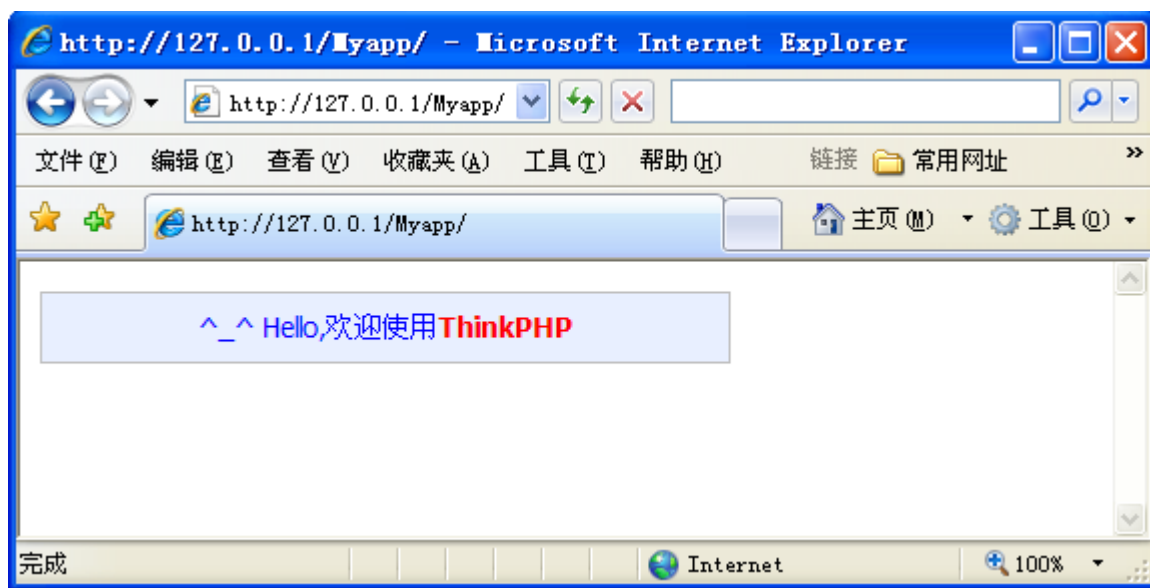 http://127.0.0.1/Myapp/ - Microsoft Internet Explorer
http://127.0.0.1/Myapp/
文件(F) 编辑(E) 查看(V) 收藏夹(A) 工具(T) 帮助(H) 链接 常用网址 »
http://127.0.0.1/Myapp/ 主页(M) 工具(O)
^_^ Hello,欢迎使用ThinkPHP
完成 Internet 100%